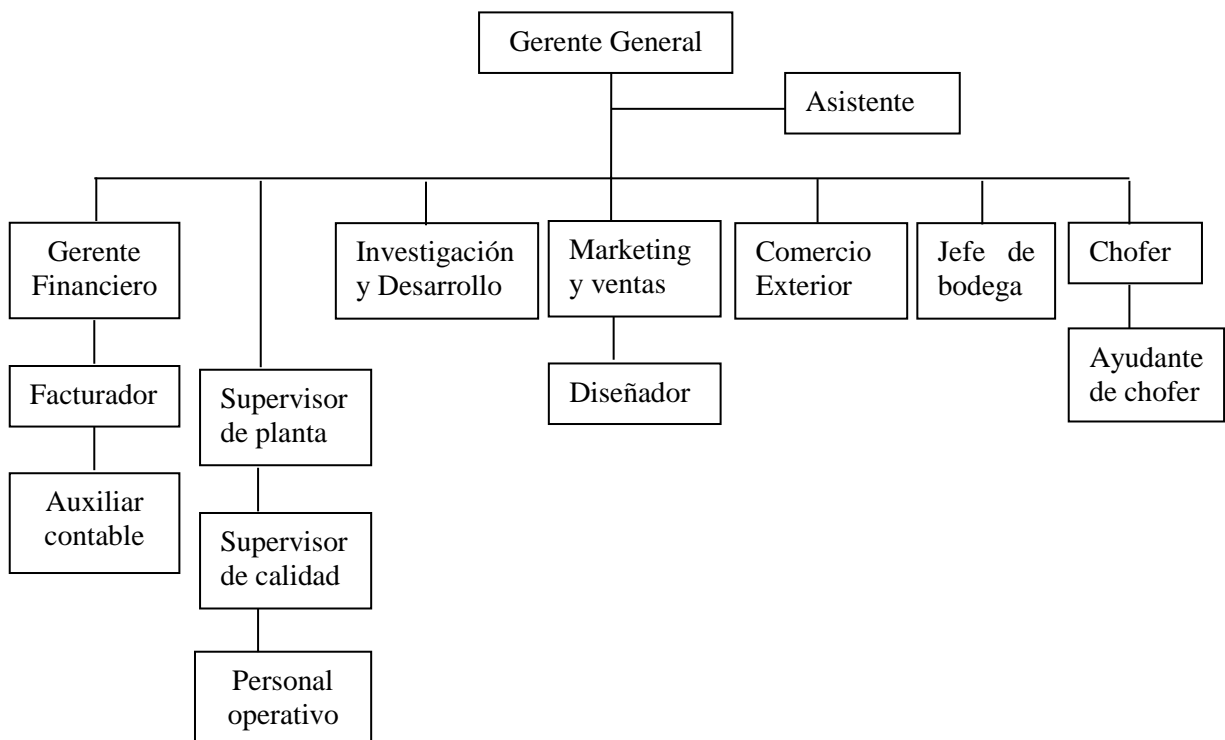 Gerente General
Asistente
Gerente
Financiero
Investigación
y Desarrollo
Marketing
y ventas
Comercio
Exterior
Jefe de
bodega
Chofer
Facturador
Supervisor
de planta
Diseñador
Ayudante
de chofer
Auxiliar
contable
Supervisor
de calidad
Personal
operativo